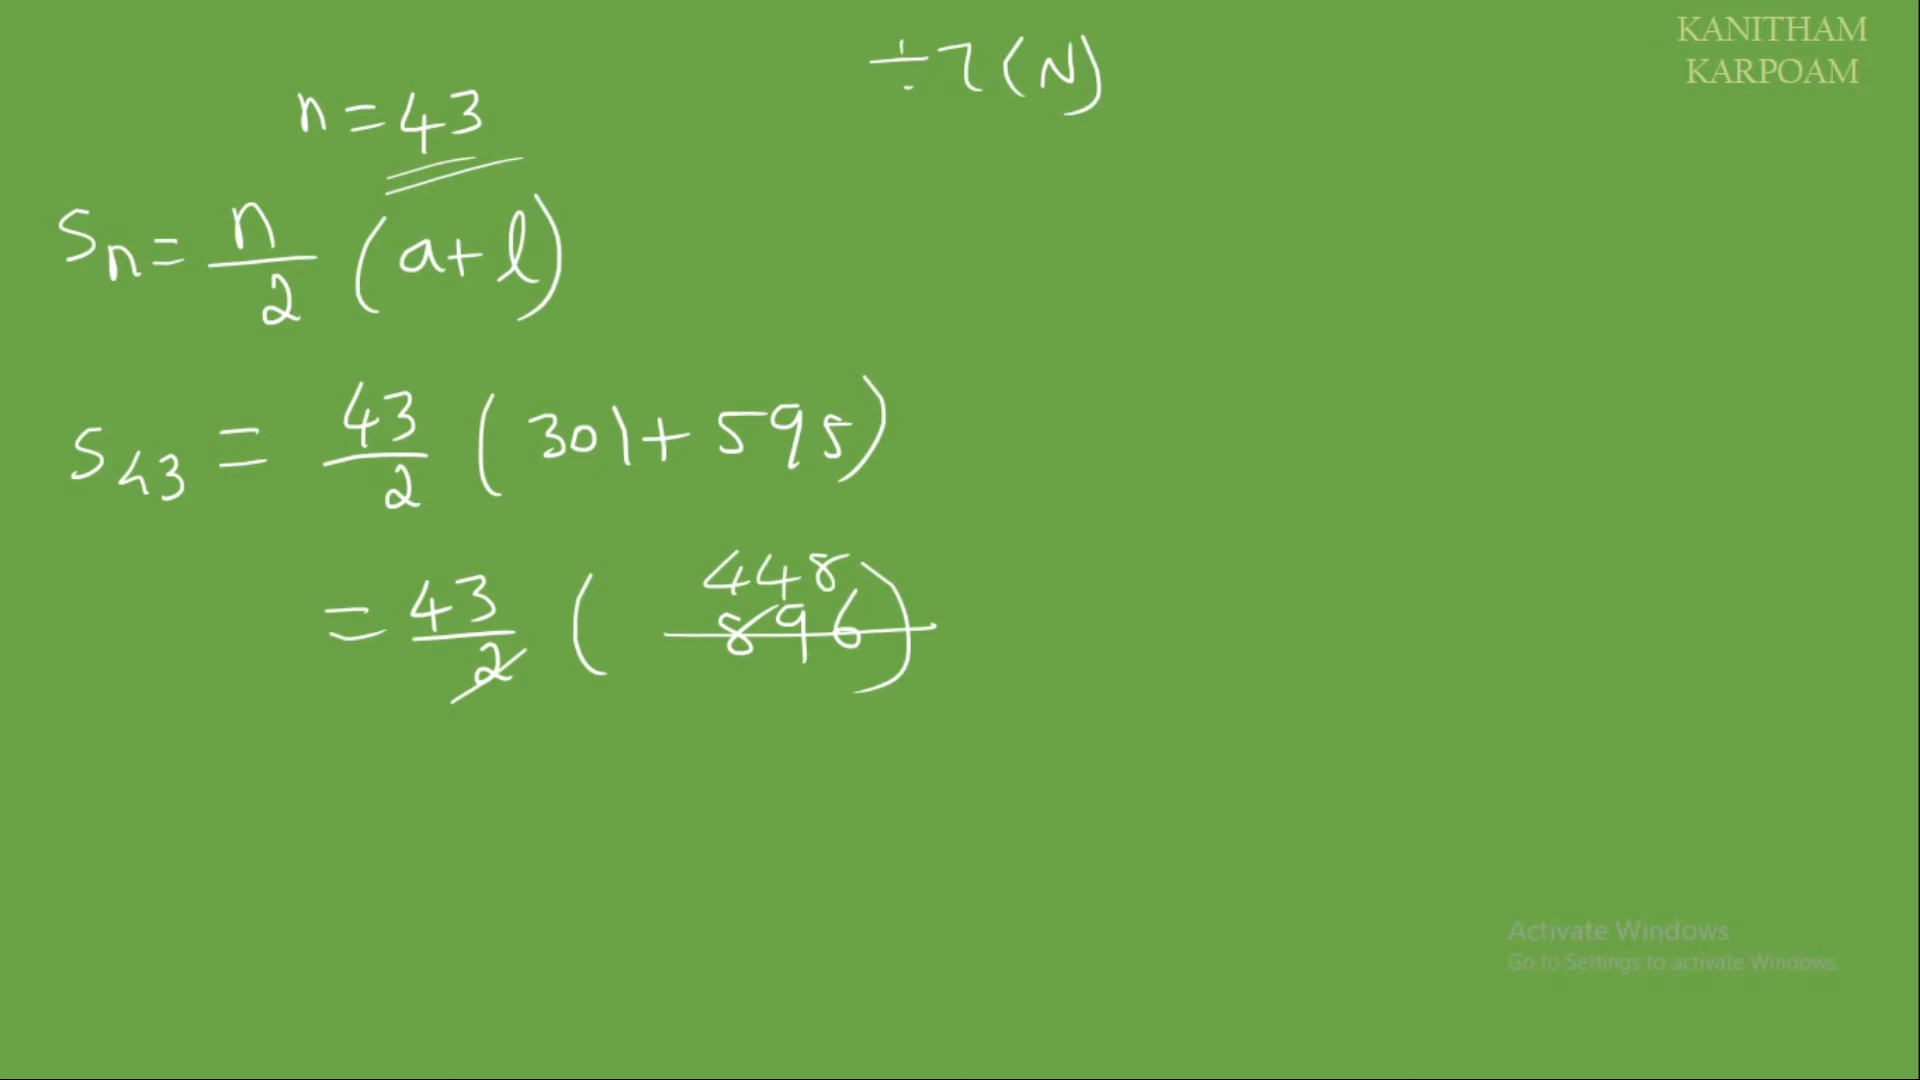 KANITHAM
KARPOAM
÷7(N)
n=43
Sn = n/2 (a+l)
S43 = 43/2 (301+595)
= 43/2 (896) 448
Activate Windows
Go to Settings to activate Windows.